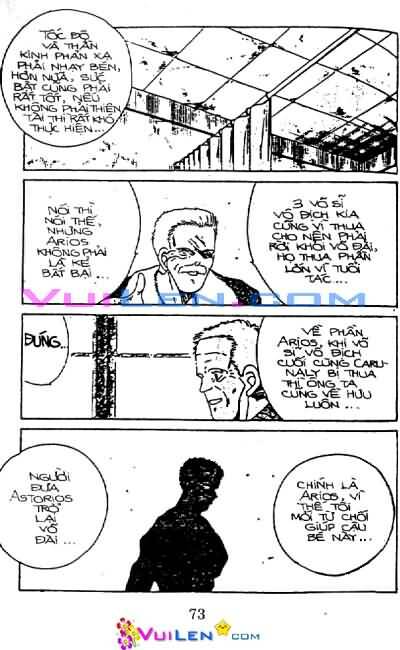 TỐC ĐỘ
VÀ THẦN
KINH PHẢN XẠ
PHẢI NHẠY BÉN,
HƠN NỮA, SỨC
BẬT CŨNG PHẢI
RẤT TỐT, NẾU
KHÔNG PHẢI THIÊN
TÀI THÌ RẤT KHÓ
THỰC HIỆN...
NÓI THÌ
NÓI THẾ,
NHƯNG
ARIOS
KHÔNG PHẢI
LÀ KẺ
BẤT BẠI...
3 VÕ SĨ
VÔ ĐỊCH KIA
CŨNG VÌ THUA
CHO NÊN PHẢI
RỜI KHỎI VÕ ĐÀI,
HỌ THUA PHẦN
LỚN VÌ TUỔI
TÁC...
VUILEN.COM
ĐÚNG...
VỀ PHẦN
ARIOS, KHI VÕ
SĨ VÔ ĐỊCH
CUỐI CÙNG CARU-
NALY BỊ THUA
THÌ ÔNG TA
CŨNG VỀ HƯU
LUÔN...
NGƯỜI
ĐƯA
ASTORIOS
TRỞ
LẠI
VÕ
ĐÀI...
CHÍNH LÀ
ARIOS, VÌ
THẾ TÔI
MỚI TỪ CHỐI
GIÚP CẬU
BÉ NÀY...
73
VUILEN.COM